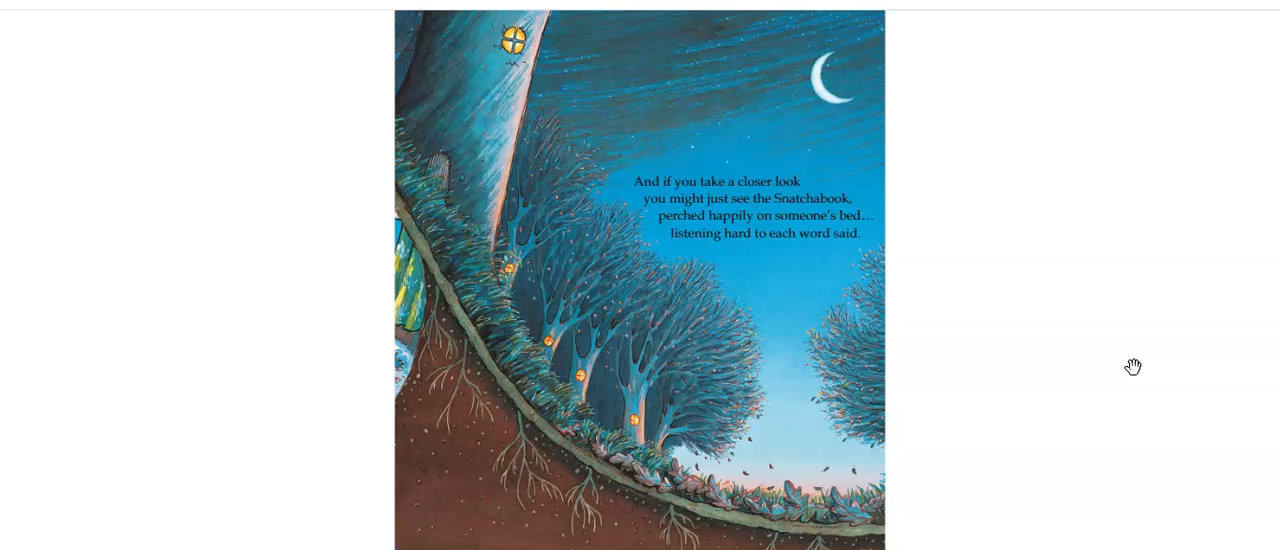 And if you take a closer look
you might just see the Snatchabook,
perched happily on someone's bed…
listening hard to each word said.